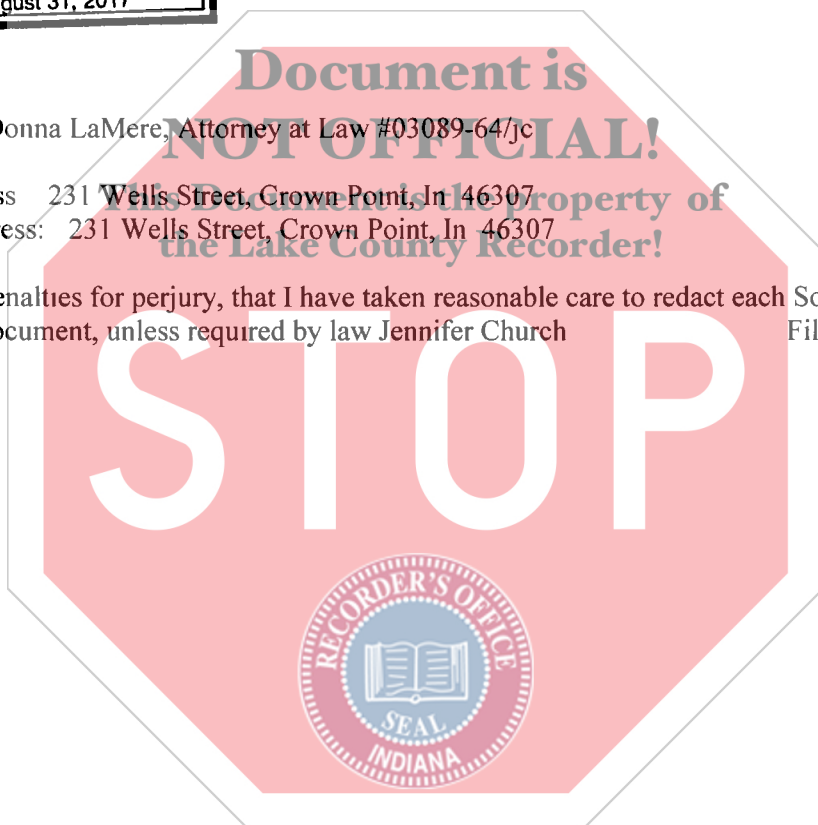 gust 31, 2017
Document is
Donna LaMere, Attorney at Law #03089-64/jc
NOT OFFICIAL!
ss 231 Wells Street, Crown Point, In 46307
This Document is the property of
ess: 231 Wells Street, Crown Point, In 46307
the Lake County Recorder!
enalties for perjury, that I have taken reasonable care to redact each So
ocument, unless required by law Jennifer Church Fil
STOP
RECORDER'S OFFICE
SEAL
INDIANA